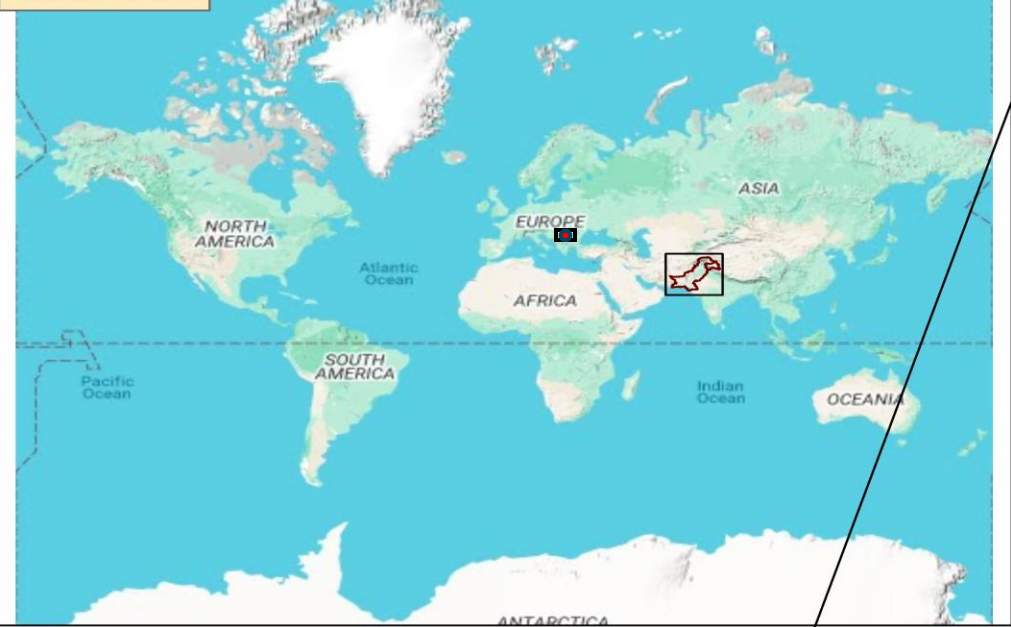 ASIA
EUROPE
NORTH
AMERICA
Atlantic
Ocean
AFRICA
SOUTH
AMERICA
Pacific
Ocean
Indian
Ocean
OCEANIA
ANTARCTICA